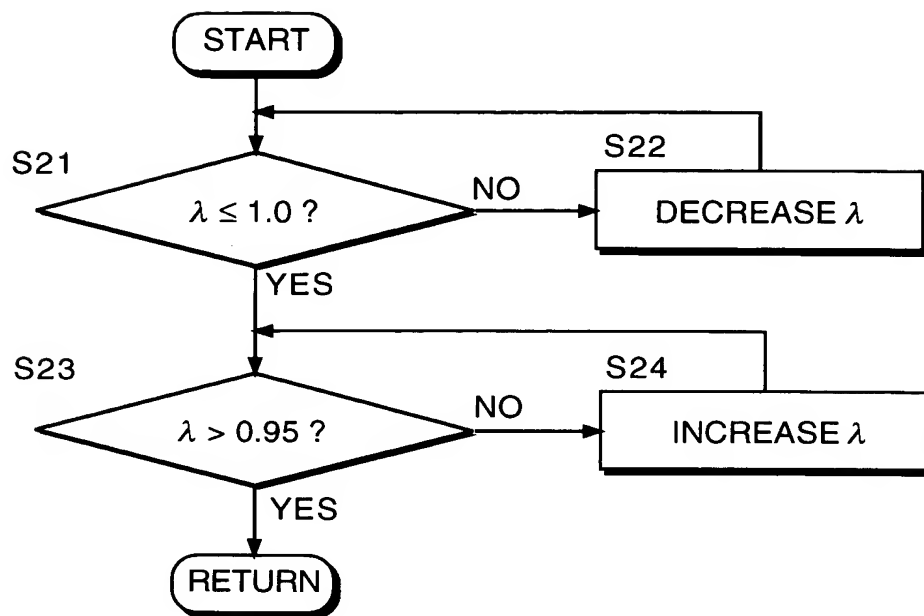 START
S21
λ ≤ 1.0 ?
NO
S22
DECREASE λ
YES
S23
λ > 0.95 ?
NO
S24
INCREASE λ
YES
RETURN